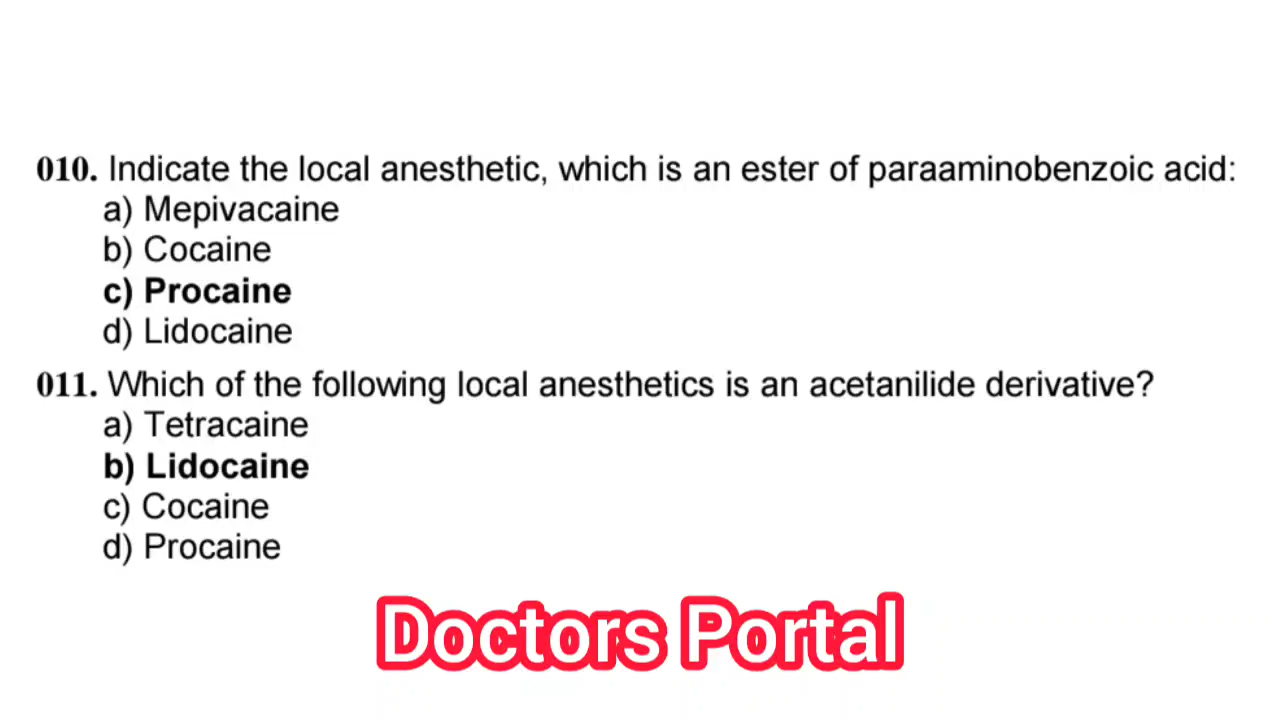 010. Indicate the local anesthetic, which is an ester of paraaminobenzoic acid:
a) Mepivacaine
b) Cocaine
c) Procaine
d) Lidocaine
011. Which of the following local anesthetics is an acetanilide derivative?
a) Tetracaine
b) Lidocaine
c) Cocaine
d) Procaine
Doctors Portal